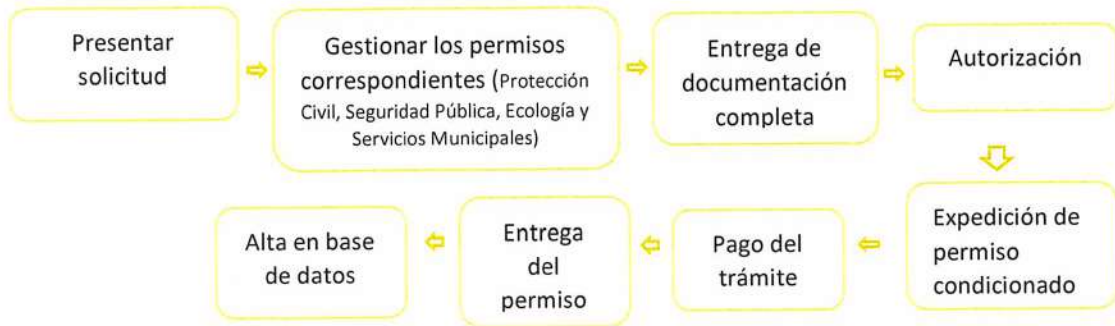 Presentar
solicitud
Gestionar los permisos
correspondientes (Protección
Civil, Seguridad Pública, Ecología y
Servicios Municipales)
Entrega de
documentación
completa
Autorización
Expedición de
permiso
condicionado
Pago del
trámite
Entrega
del
permiso
Alta en base
de datos